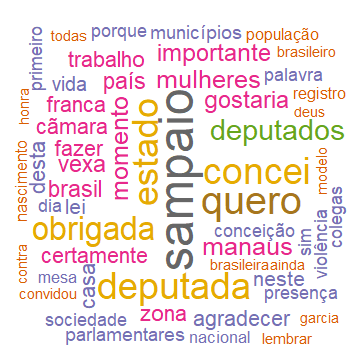 todas porque municípios população
primeiro
trabalho importante brasileiro
vida país mulheres palavra
honra
franca momento estado sampaio gostaria registro
deus
câmara deputados
desta fazer
vexa concei modelo
nascimento
brasil quero
dia lei colegas
obrigada conceição sim violência
manaus
contra certamente brasileira ainda
mesa casa deputada neste
convidou presença
zona
sociedade agradecer garcia
parlamentares nacional lembrar